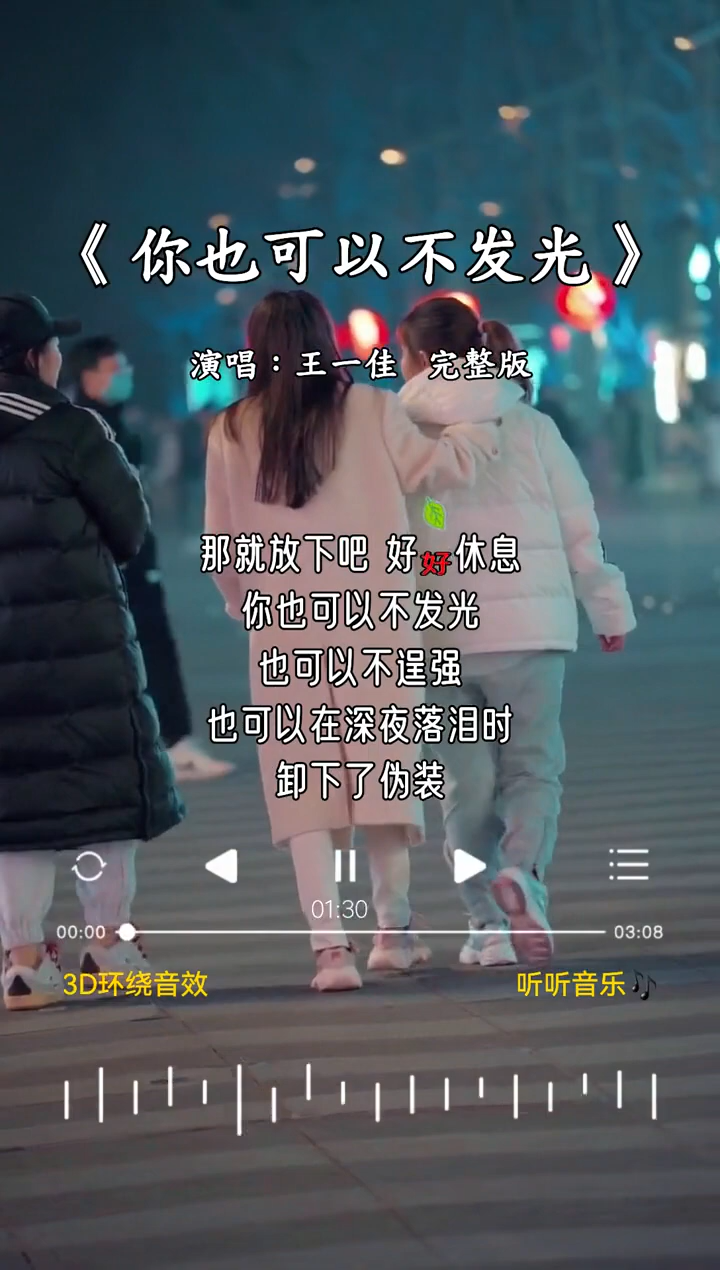 《你也可以不发光》
演唱：王一佳 完整版
那就放下吧 好好休息
你也可以不发光
也可以不逞强
也可以在深夜落泪时
卸下了伪装
01:30
00:00 03:08
3D环绕音效 听听音乐🎶